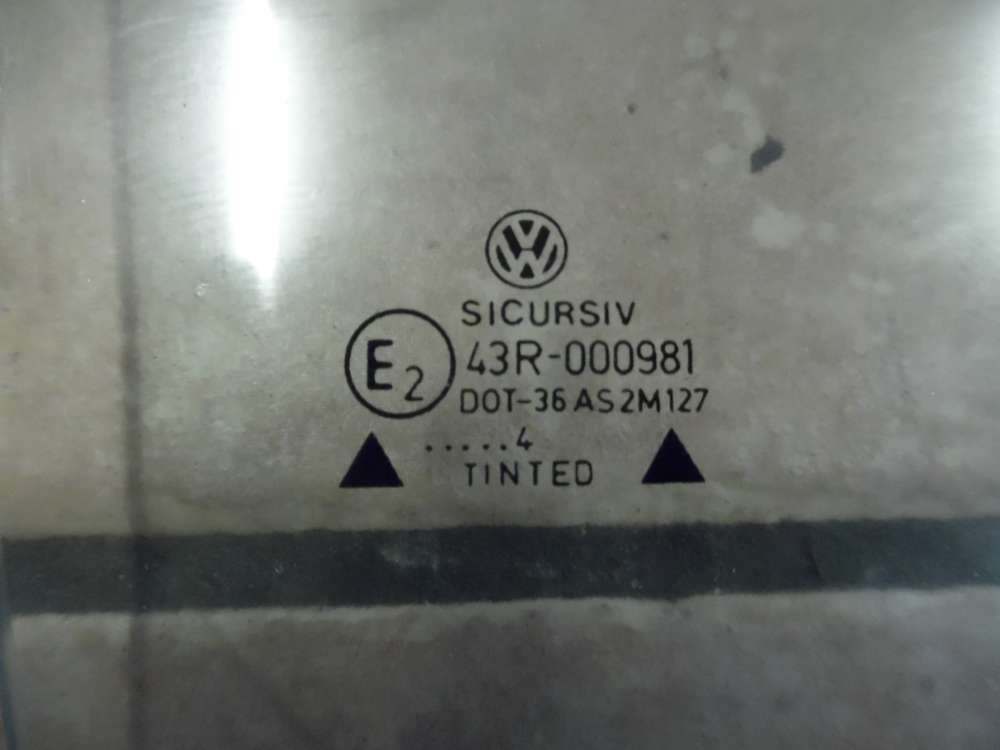 SICURSIV
E2 43R-000981
DOT-36 AS2M127
.....4
TINTED